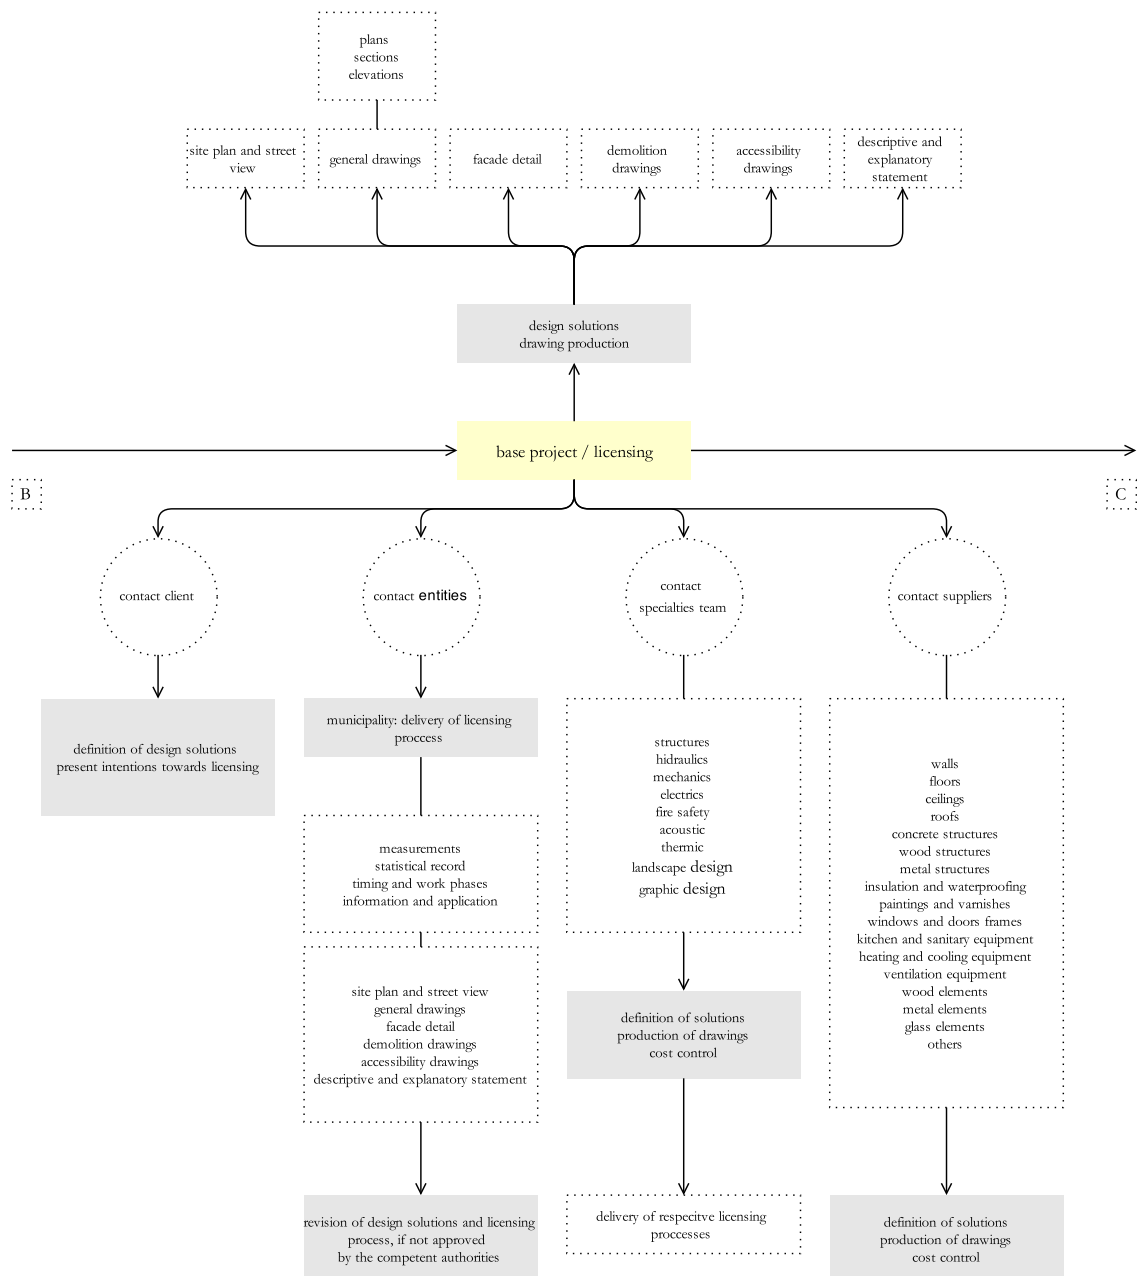 plans
sections
elevations
site plan and street
view
general drawings
facade detail
demolition
drawings
accessibility
drawings
descriptive and
explanatory
statement
design solutions
drawing production
base project / licensing
B
C
contact client
contact entities
contact
specialties team
contact suppliers
definition of design solutions
present intentions towards licensing
municipality: delivery of licensing
proccess
measurements
statistical record
timing and work phases
information and application
site plan and street view
general drawings
facade detail
demolition drawings
accessibility drawings
descriptive and explanatory statement
revision of design solutions and licensing
process, if not approved
by the competent authorities
structures
hidraulics
mechanics
electrics
fire safety
acoustic
thermic
landscape design
graphic design
definition of solutions
production of drawings
cost control
delivery of respecitve licensing
proccesses
walls
floors
ceilings
roofs
concrete structures
wood structures
metal structures
insulation and waterproofing
paintings and varnishes
windows and doors frames
kitchen and sanitary equipment
heating and cooling equipment
ventilation equipment
wood elements
metal elements
glass elements
others
definition of solutions
production of drawings
cost control